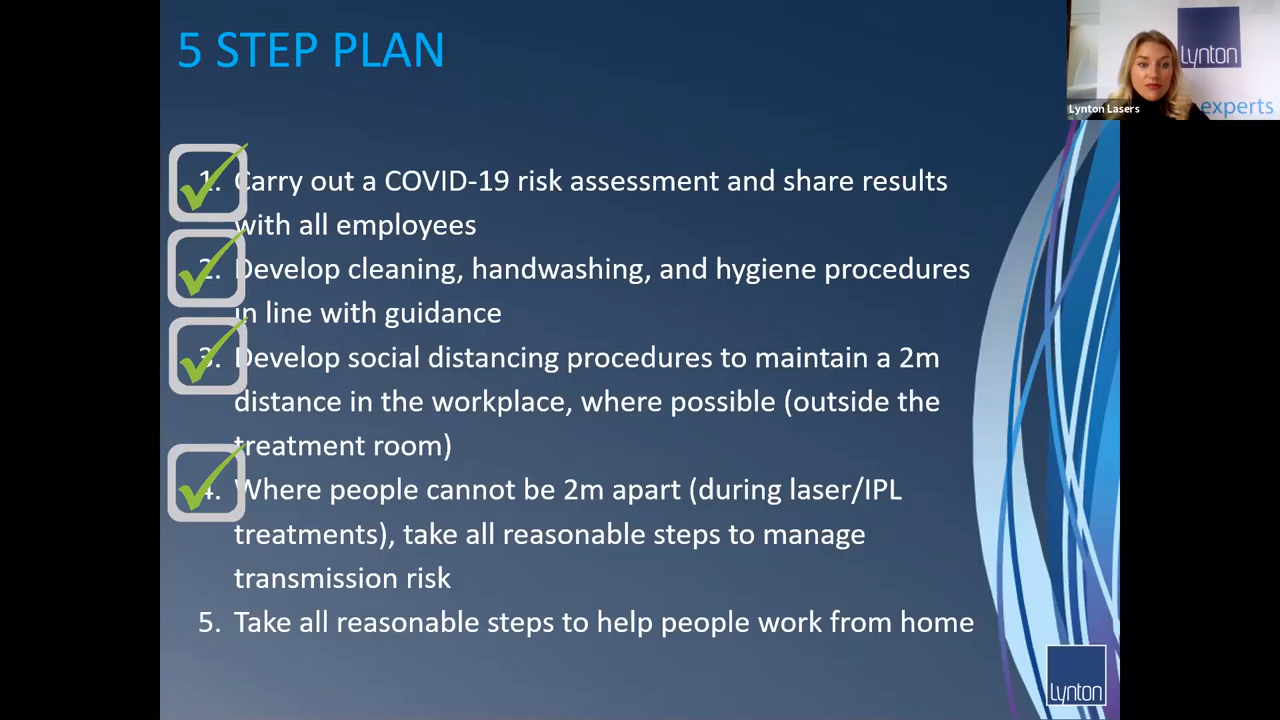 5 STEP PLAN
Lynton
experts
Lynton Lasers
1. Carry out a COVID-19 risk assessment and share results
with all employees
2. Develop cleaning, handwashing, and hygiene procedures
in line with guidance
3. Develop social distancing procedures to maintain a 2m
distance in the workplace, where possible (outside the
treatment room)
4. Where people cannot be 2m apart (during laser/IPL
treatments), take all reasonable steps to manage
transmission risk
5. Take all reasonable steps to help people work from home
Lynton